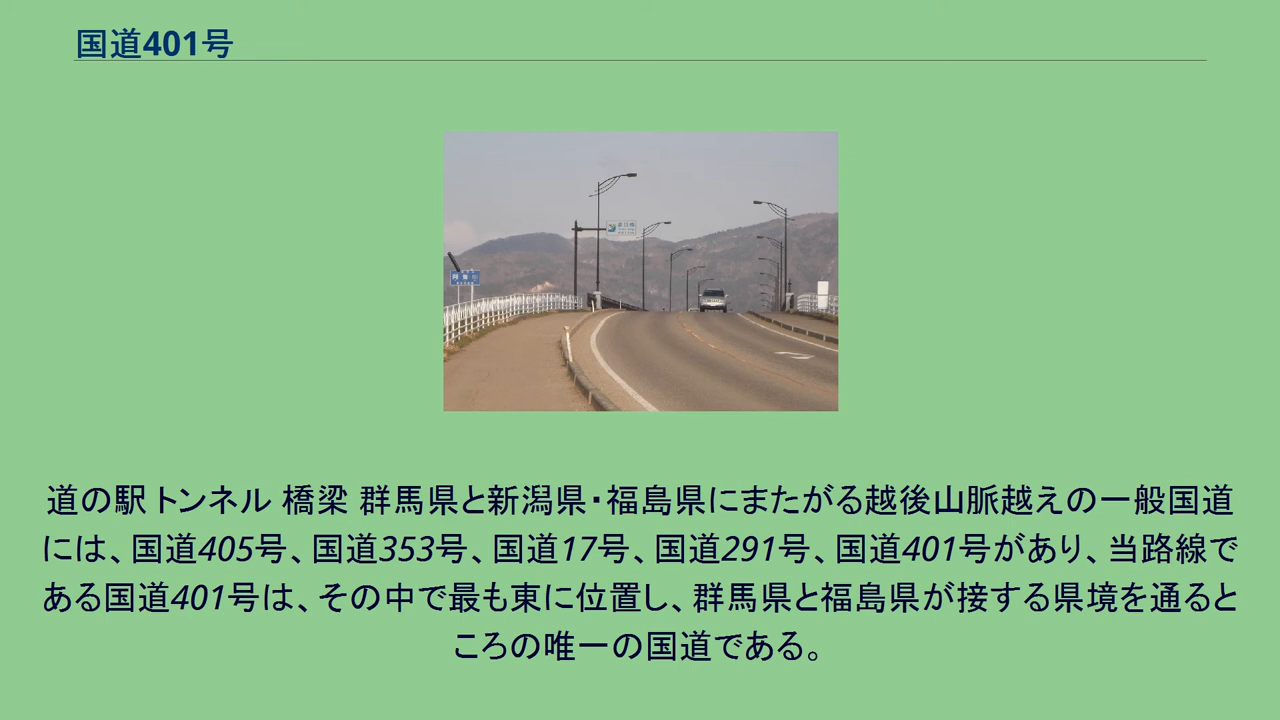 国道401号
道の駅 トンネル 橋梁 群馬県と新潟県・福島県にまたがる越後山脈越えの一般国道
には、国道405号、国道353号、国道17号、国道291号、国道401号があり、当路線で
ある国道401号は、その中で最も東に位置し、群馬県と福島県が接する県境を通ると
ころの唯一の国道である。